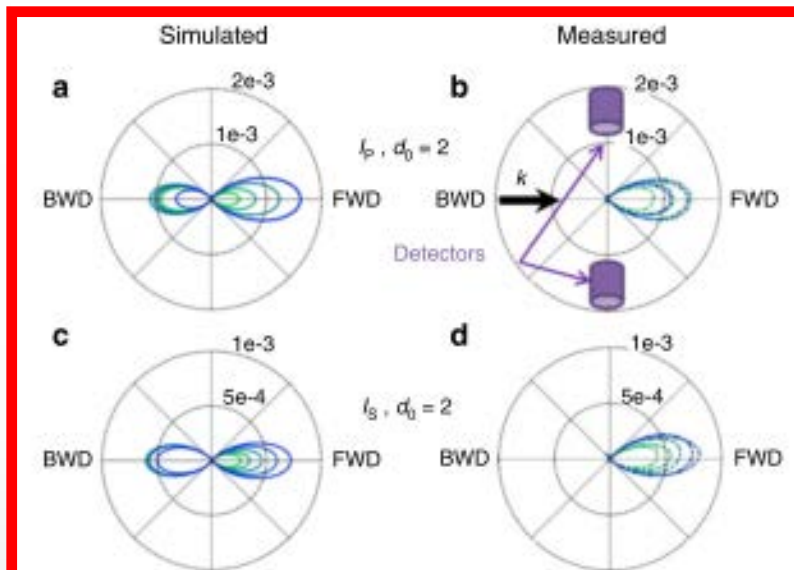 Simulated
Measured
a
2e-3
1e-3
BWD
FWD
I_P , d_0 = 2
b
2e-3
1e-3
k
BWD
FWD
Detectors
c
1e-3
5e-4
BWD
FWD
I_S , d_0 = 2
d
1e-3
5e-4
BWD
FWD